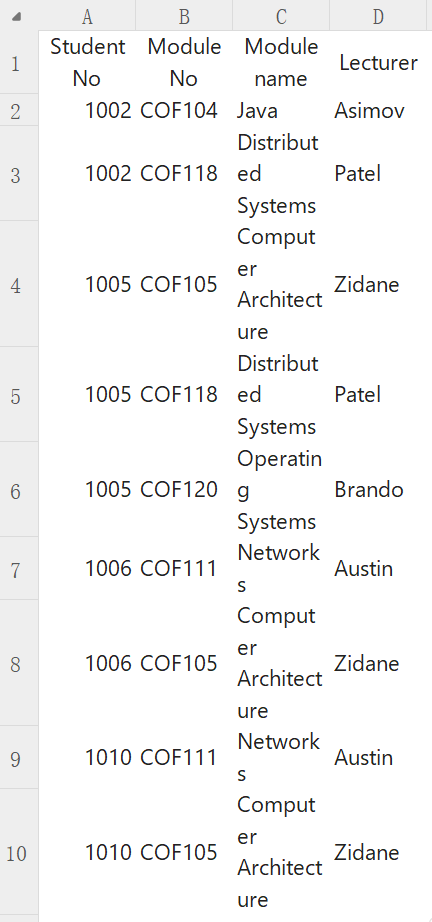 A B C D
1 Student No Module No Module name Lecturer
2 1002 COF104 Java Asimov
3 1002 COF118 Distributed Systems Patel
4 1005 COF105 Computer Architecture Zidane
5 1005 COF118 Distributed Systems Patel
6 1005 COF120 Operating Systems Brando
7 1006 COF111 Networks Austin
8 1006 COF105 Computer Architecture Zidane
9 1010 COF111 Networks Austin
10 1010 COF105 Computer Architecture Zidane